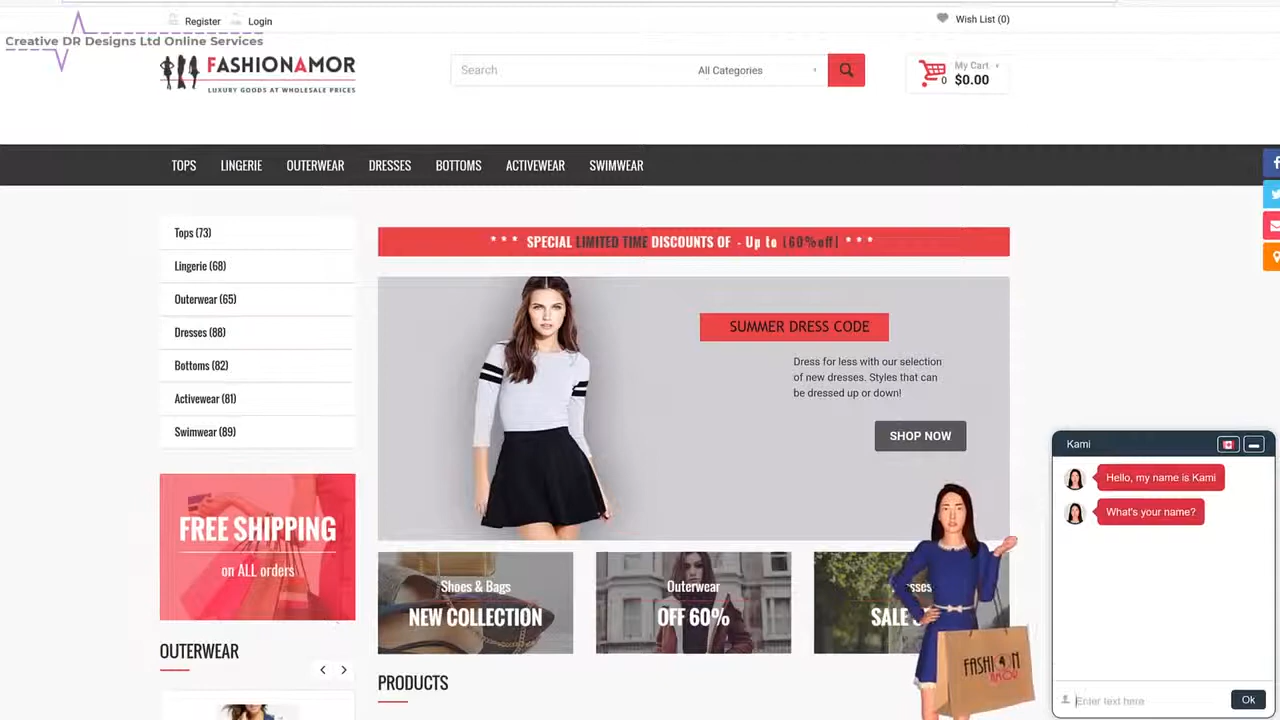 Register
Login
Wish List (0)
Creative DR Designs Ltd Online Services
FASHIONAMOR
LUXURY GOODS AT WHOLESALE PRICES
Search
All Categories
My Cart
0
$0.00
TOPS
LINGERIE
OUTERWEAR
DRESSES
BOTTOMS
ACTIVEWEAR
SWIMWEAR
Tops (73)
Lingerie (68)
Outerwear (65)
Dresses (88)
Bottoms (82)
Activewear (81)
Swimwear (89)
* * * SPECIAL LIMITED TIME DISCOUNTS OF - Up to [60%off] * * *
SUMMER DRESS CODE
Dress for less with our selection
of new dresses. Styles that can
be dressed up or down!
SHOP NOW
FREE SHIPPING
on ALL orders
Shoes & Bags
NEW COLLECTION
Outerwear
OFF 60%
SALE
FASHION
AMOR
OUTERWEAR
PRODUCTS
Kami
Hello, my name is Kami
What's your name?
Enter text here
Ok